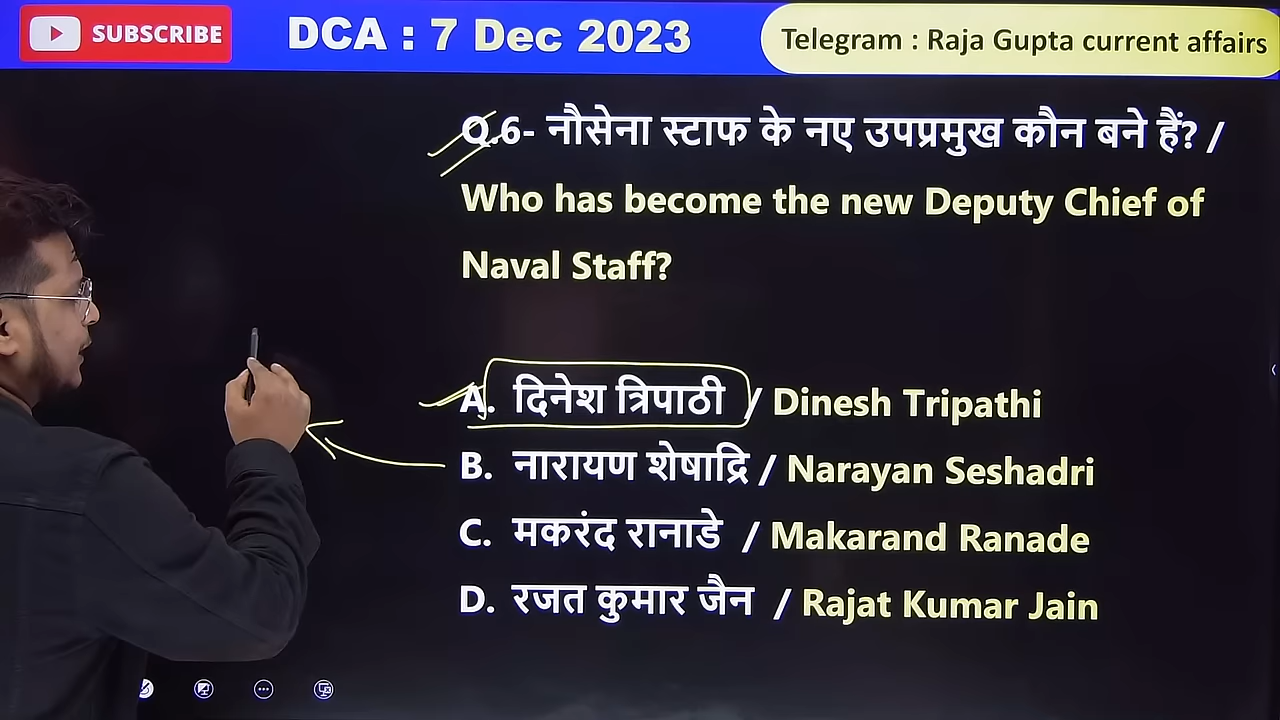 SUBSCRIBE
DCA : 7 Dec 2023
Telegram : Raja Gupta current affairs
Q.6- नौसेना स्टाफ के नए उपप्रमुख कौन बने हैं? /
Who has become the new Deputy Chief of
Naval Staff?
A. दिनेश त्रिपाठी / Dinesh Tripathi
B. नारायण शेषाद्रि / Narayan Seshadri
C. मकरंद रानाडे / Makarand Ranade
D. रजत कुमार जैन / Rajat Kumar Jain